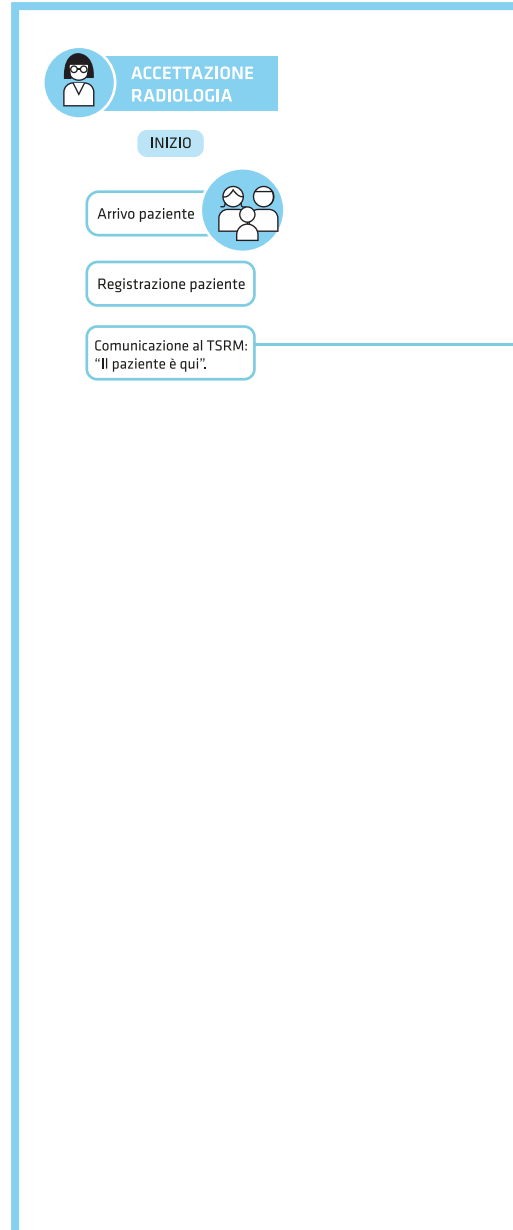 ACCETTAZIONE
RADIOLOGIA
INIZIO
Arrivo paziente
Registrazione paziente
Comunicazione al TSRM:
“Il paziente è qui”.